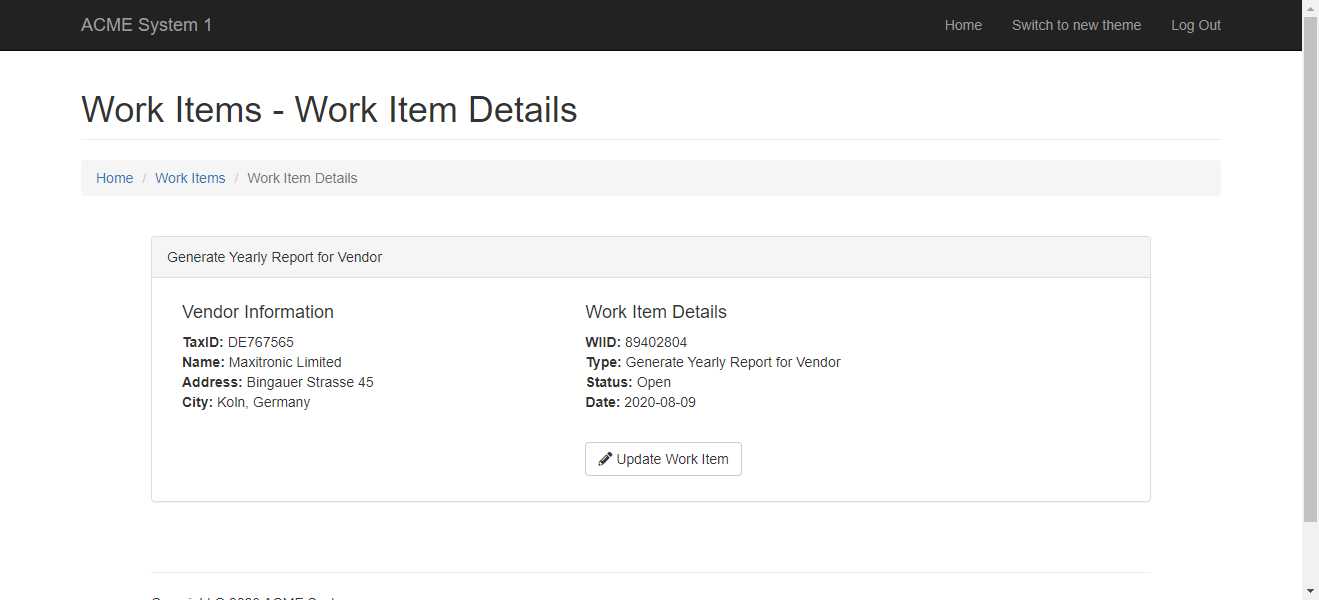 ACME System 1
Home
Switch to new theme
Log Out
Work Items - Work Item Details
Home / Work Items / Work Item Details
Generate Yearly Report for Vendor
Vendor Information
TaxID: DE767565
Name: Maxitronic Limited
Address: Bingauer Strasse 45
City: Koln, Germany
Work Item Details
WIID: 89402804
Type: Generate Yearly Report for Vendor
Status: Open
Date: 2020-08-09
Update Work Item